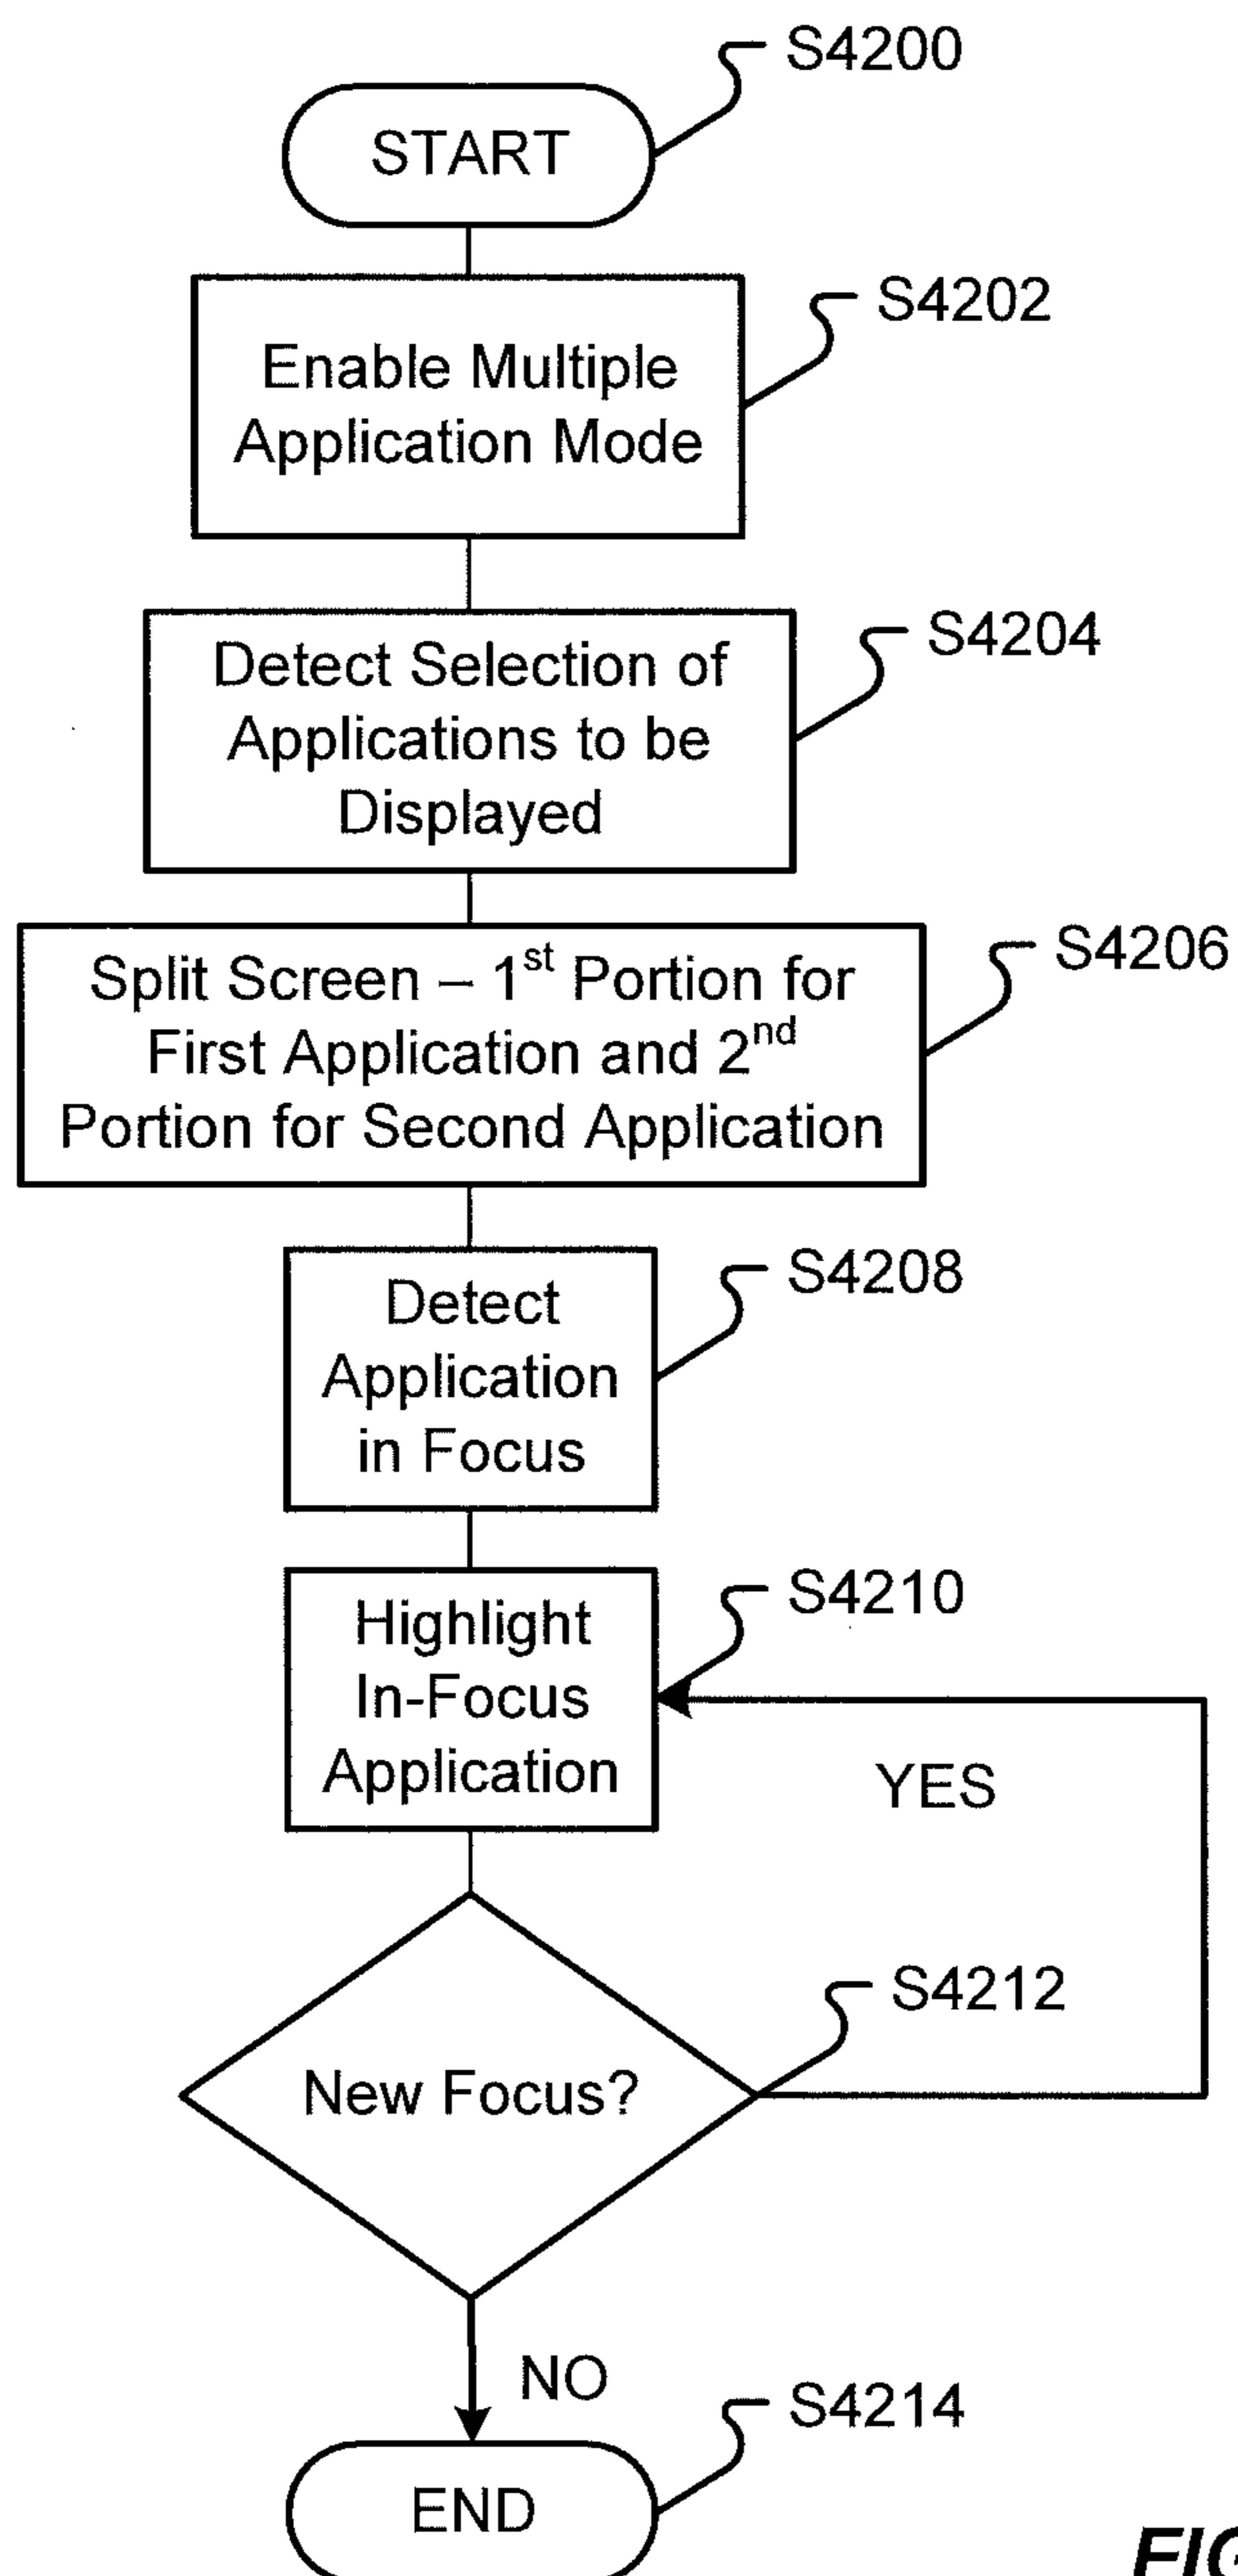 S4200
START
S4202
Enable Multiple
Application Mode
S4204
Detect Selection of
Applications to be
Displayed
S4206
Split Screen – 1st Portion for
First Application and 2nd
Portion for Second Application
S4208
Detect
Application
in Focus
S4210
Highlight
In-Focus
Application
YES
S4212
New Focus?
NO
S4214
END